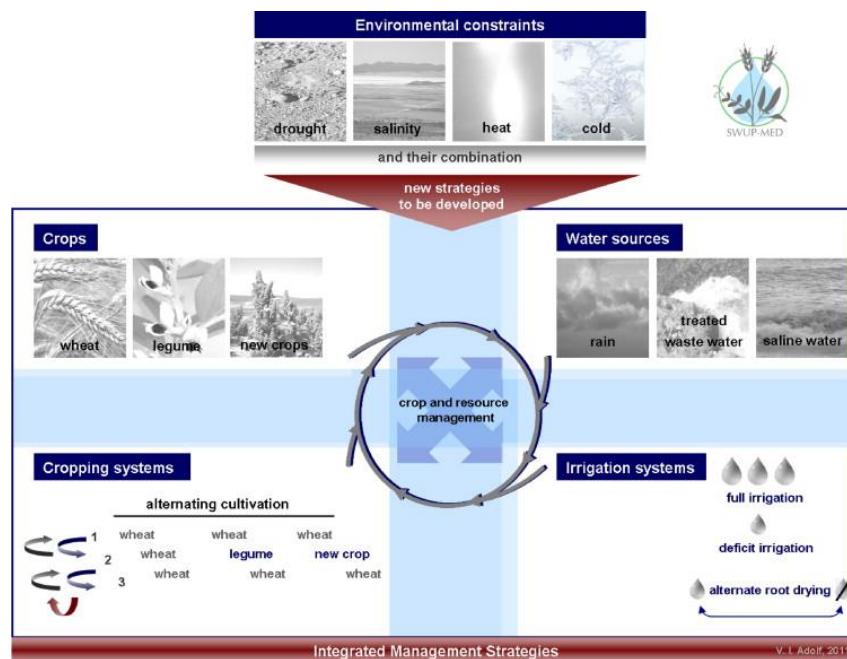 Environmental constraints
drought salinity heat cold
and their combination
SWUP-MED
new strategies
to be developed
Crops
wheat legume new crops
Water sources
rain treated waste water saline water
crop and resource
management
Cropping systems
alternating cultivation
1 wheat wheat wheat
2 wheat legume new crop
3 wheat wheat wheat
Irrigation systems
full irrigation
deficit irrigation
alternate root drying
Integrated Management Strategies